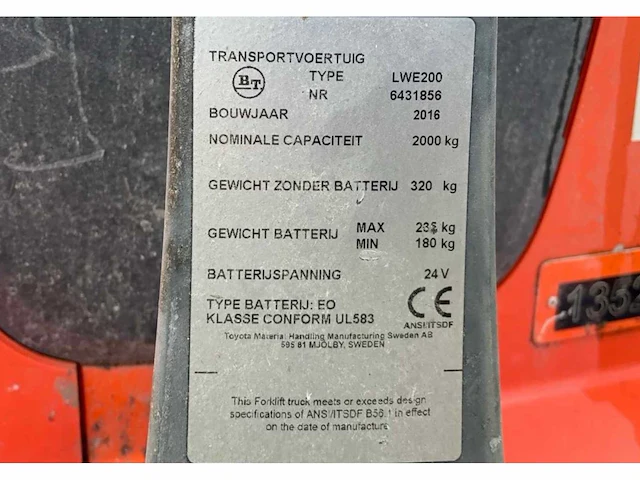 TRANSPORTVOERTUIG
BT TYPE LWE200
NR 6431856
BOUWJAAR 2016
NOMINALE CAPACITEIT 2000 kg
GEWICHT ZONDER BATTERIJ 320 kg
GEWICHT BATTERIJ MAX kg
MIN 180 kg
BATTERIJSPANNING 24 V
TYPE BATTERIJ: EO
KLASSE CONFORM UL583
CE
ANSI/ITSDF
Toyota Material Handling Manufacturing Sweden AB
595 81 MJÖLBY, SWEDEN
This Forklift truck meets or exceeds design
specifications of ANSI/ITSDF B56.1 in effect
on the date of manufacture